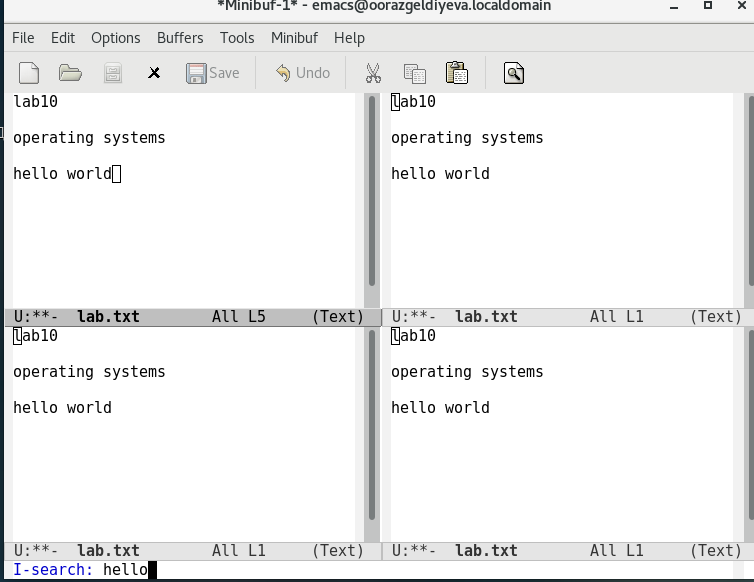 *Minibuf-1* - emacs@oorazgeldiyeva.localdomain
File Edit Options Buffers Tools Minibuf Help
Save Undo
lab10
operating systems
hello world
U:**- lab.txt All L5 (Text)
lab10
operating systems
hello world
U:**- lab.txt All L1 (Text)
lab10
operating systems
hello world
U:**- lab.txt All L1 (Text)
lab10
operating systems
hello world
U:**- lab.txt All L1 (Text)
I-search: hello